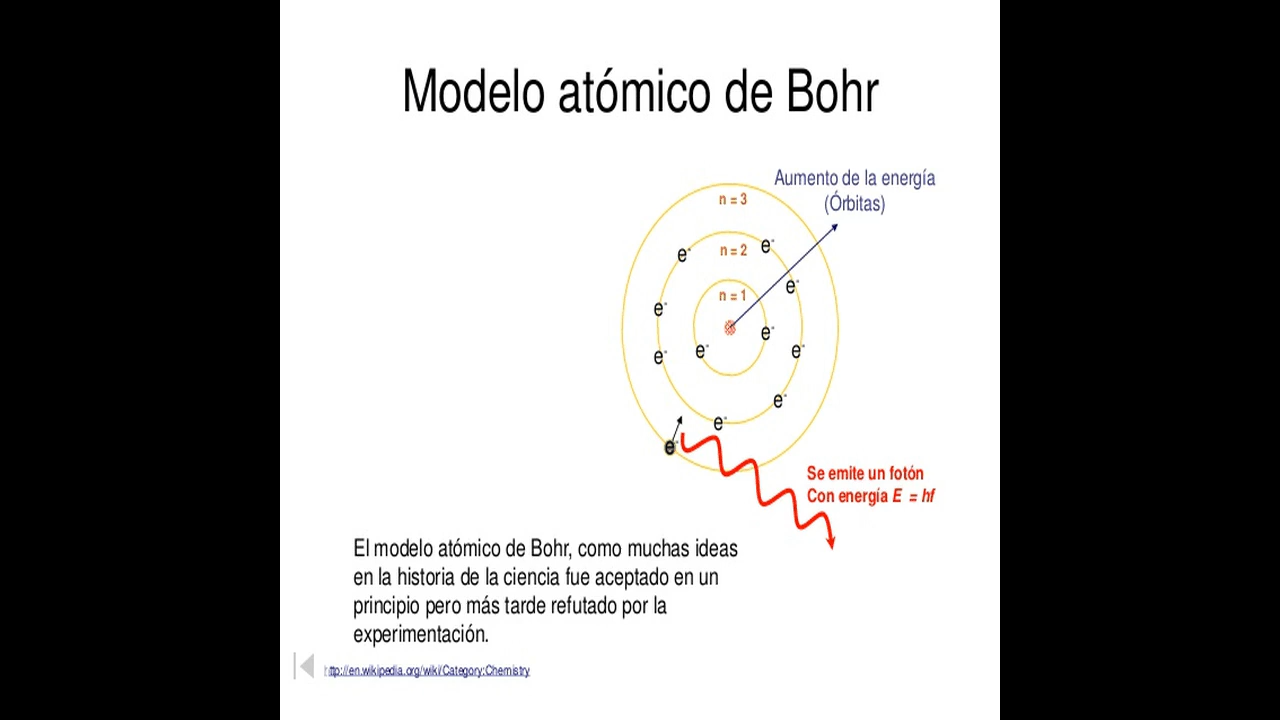 Modelo atómico de Bohr
Aumento de la energía
(Órbitas)
n = 3
e-
e-
n = 2
e-
n = 1
e-
e-
e-
e-
e-
e-
e-
e-
Se emite un fotón
Con energía E = hf
El modelo atómico de Bohr, como muchas ideas
en la historia de la ciencia fue aceptado en un
principio pero más tarde refutado por la
experimentación.
http://en.wikipedia.org/wiki/Category:Chemistry